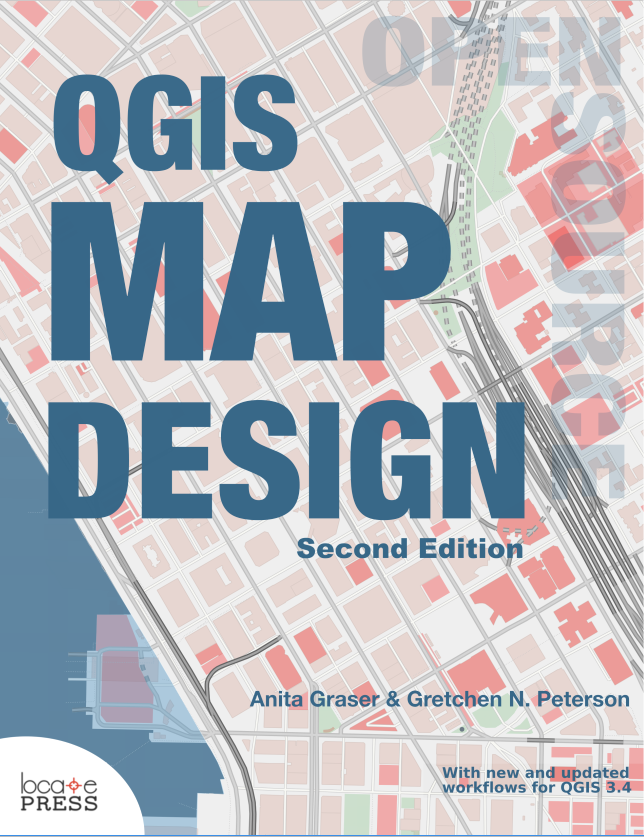 OPEN
SOURCE
QGIS
MAP
DESIGN
Second Edition
Anita Graser & Gretchen N. Peterson
With new and updated
workflows for QGIS 3.4
locate
PRESS